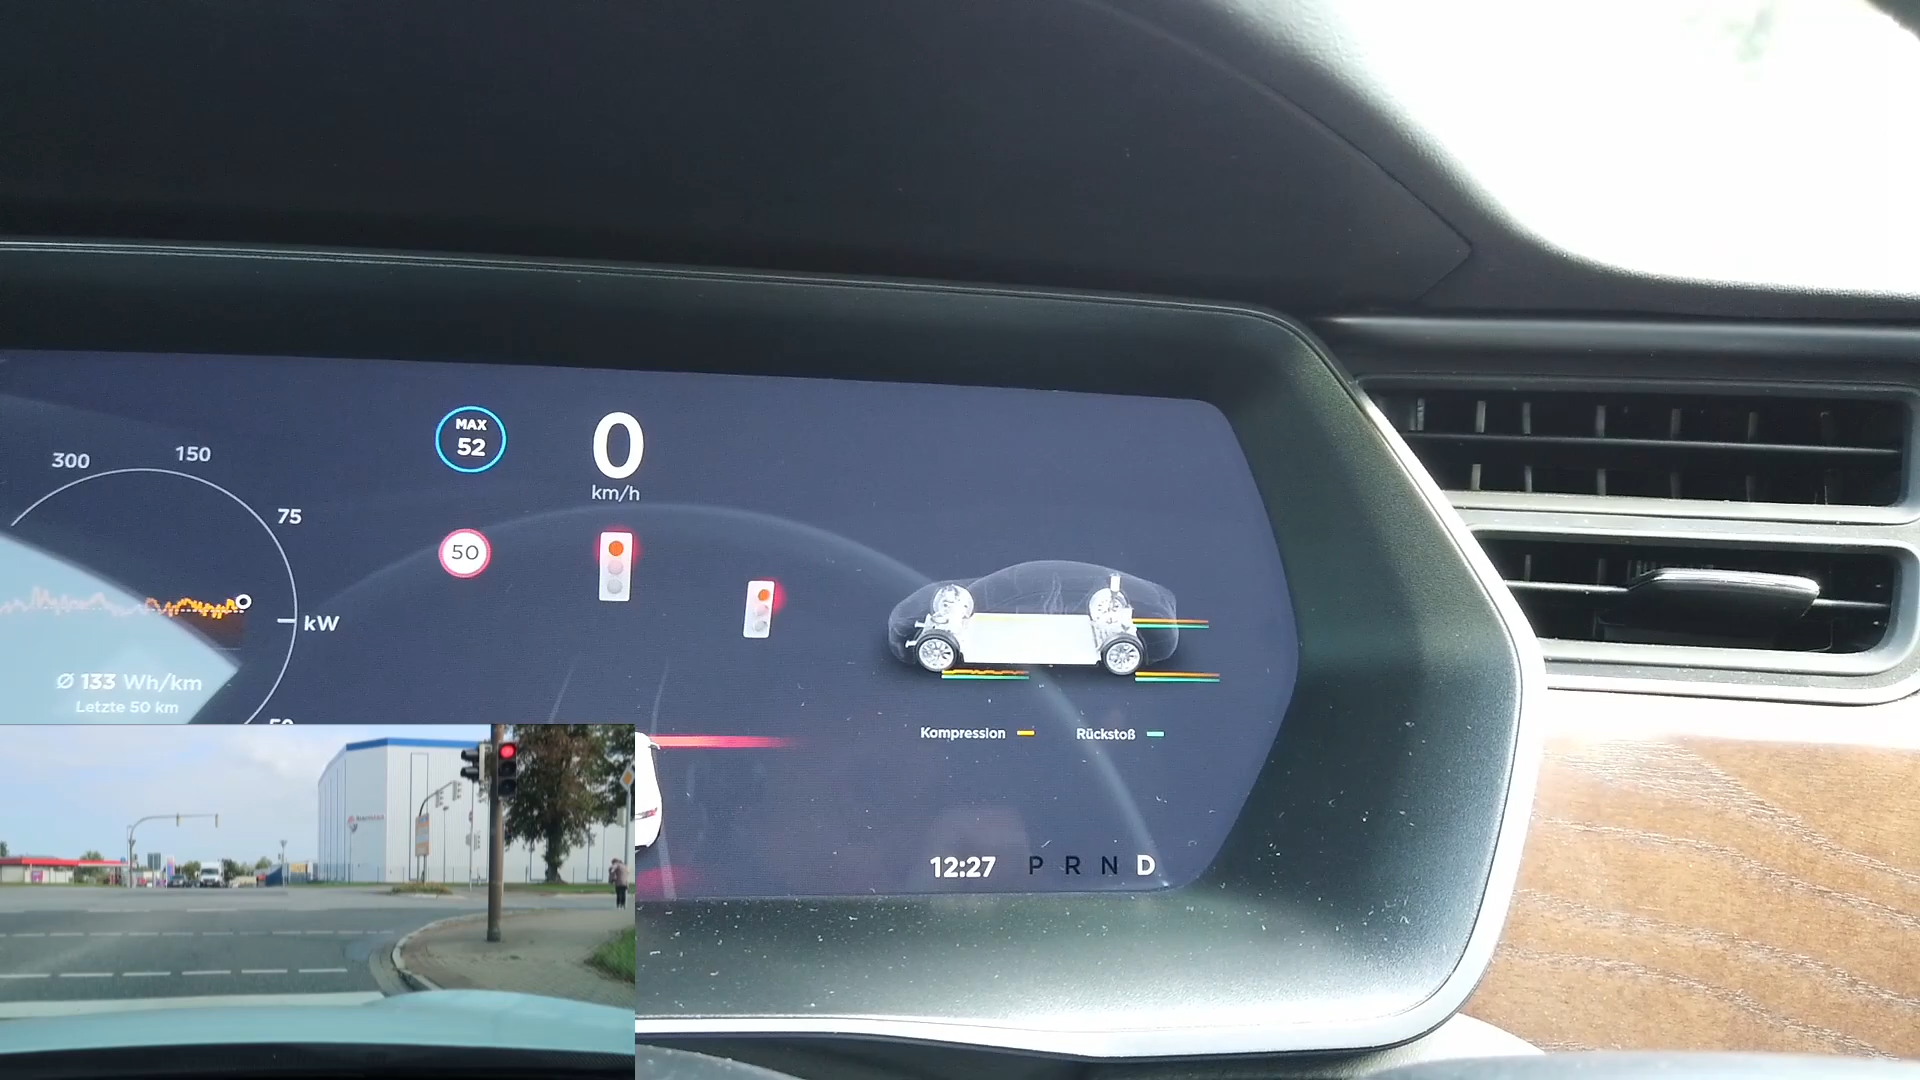 MAX
52
0
km/h
300
150
75
50
kW
Ø 133 Wh/km
Letzte 50 km
Kompression
Rückstoß
12:27
P R N D